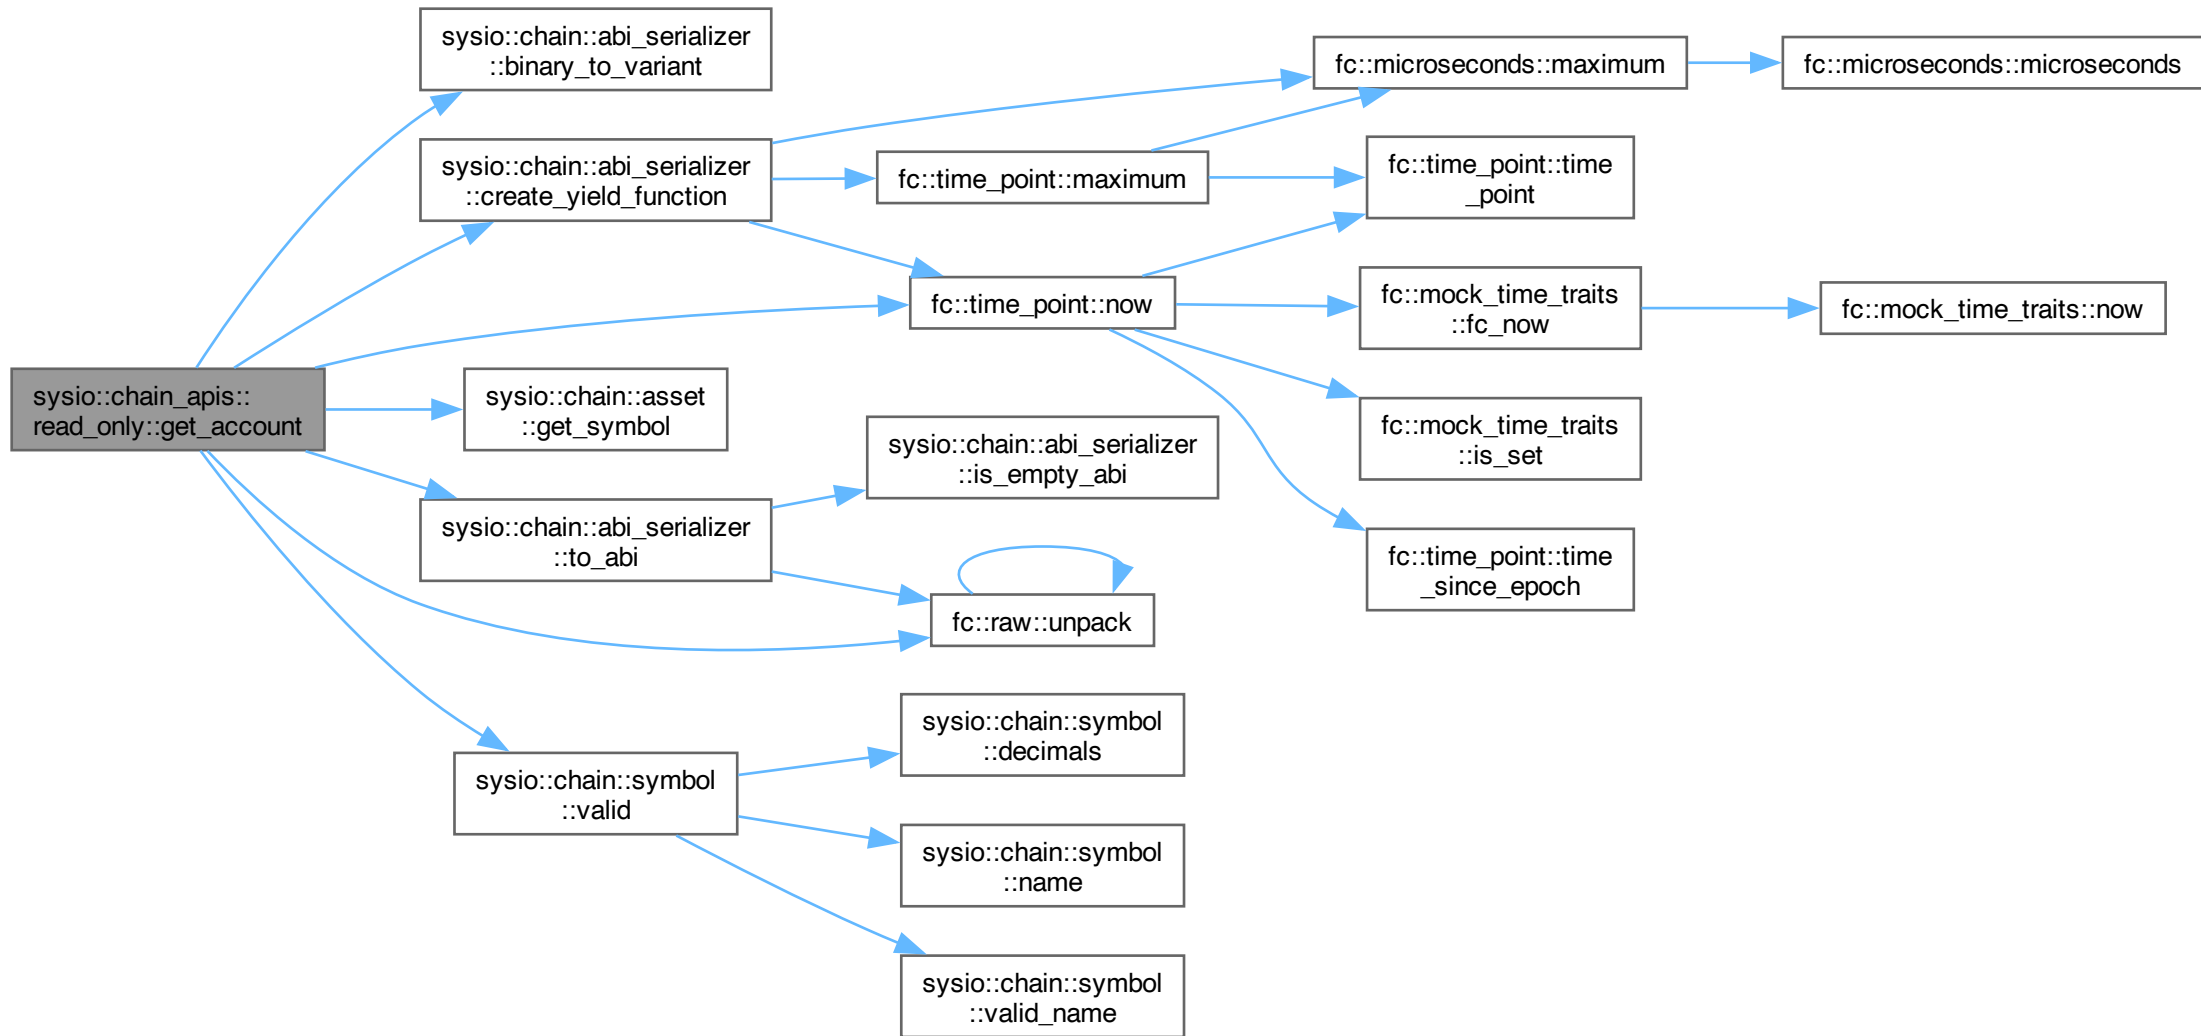 sysio::chain_apis::
read_only::get_account
sysio::chain::abi_serializer
::binary_to_variant
sysio::chain::abi_serializer
::create_yield_function
fc::time_point::maximum
fc::microseconds::maximum
fc::microseconds::microseconds
fc::time_point::time
_point
fc::time_point::now
fc::mock_time_traits
::fc_now
fc::mock_time_traits::now
fc::mock_time_traits
::is_set
fc::time_point::time
_since_epoch
sysio::chain::asset
::get_symbol
sysio::chain::abi_serializer
::to_abi
sysio::chain::abi_serializer
::is_empty_abi
fc::raw::unpack
sysio::chain::symbol
::valid
sysio::chain::symbol
::decimals
sysio::chain::symbol
::name
sysio::chain::symbol
::valid_name